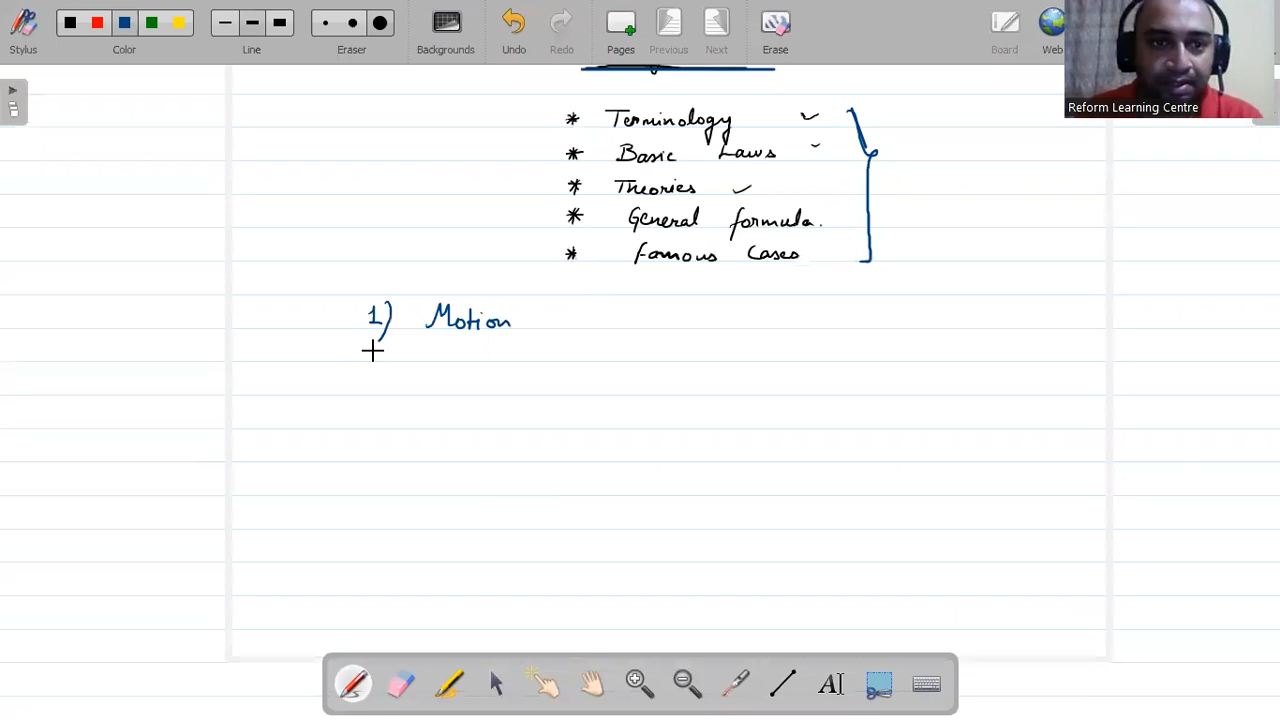 Stylus
Color
Line
Eraser
Backgrounds
Undo
Redo
Pages
Previous
Next
Erase
Board
Web
Reform Learning Centre
* Terminology ✓
* Basic Laws ✓
* Theories ✓
* General formula.
* Famous Cases
1) Motion